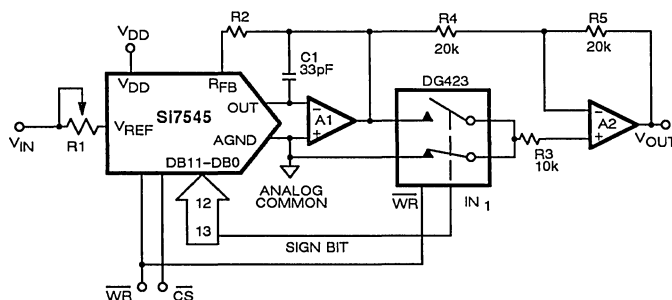 R2
R4
R5
VDD
20k
20k
C1
33pF
VDD
RFB
DG423
Si7545
OUT
−
A1
+
−
A2
+
VIN
R1
VREF
AGND
VOUT
R3
10k
DB11–DB0
ANALOG
COMMON
WR
IN1
12
13
SIGN BIT
WR
CS